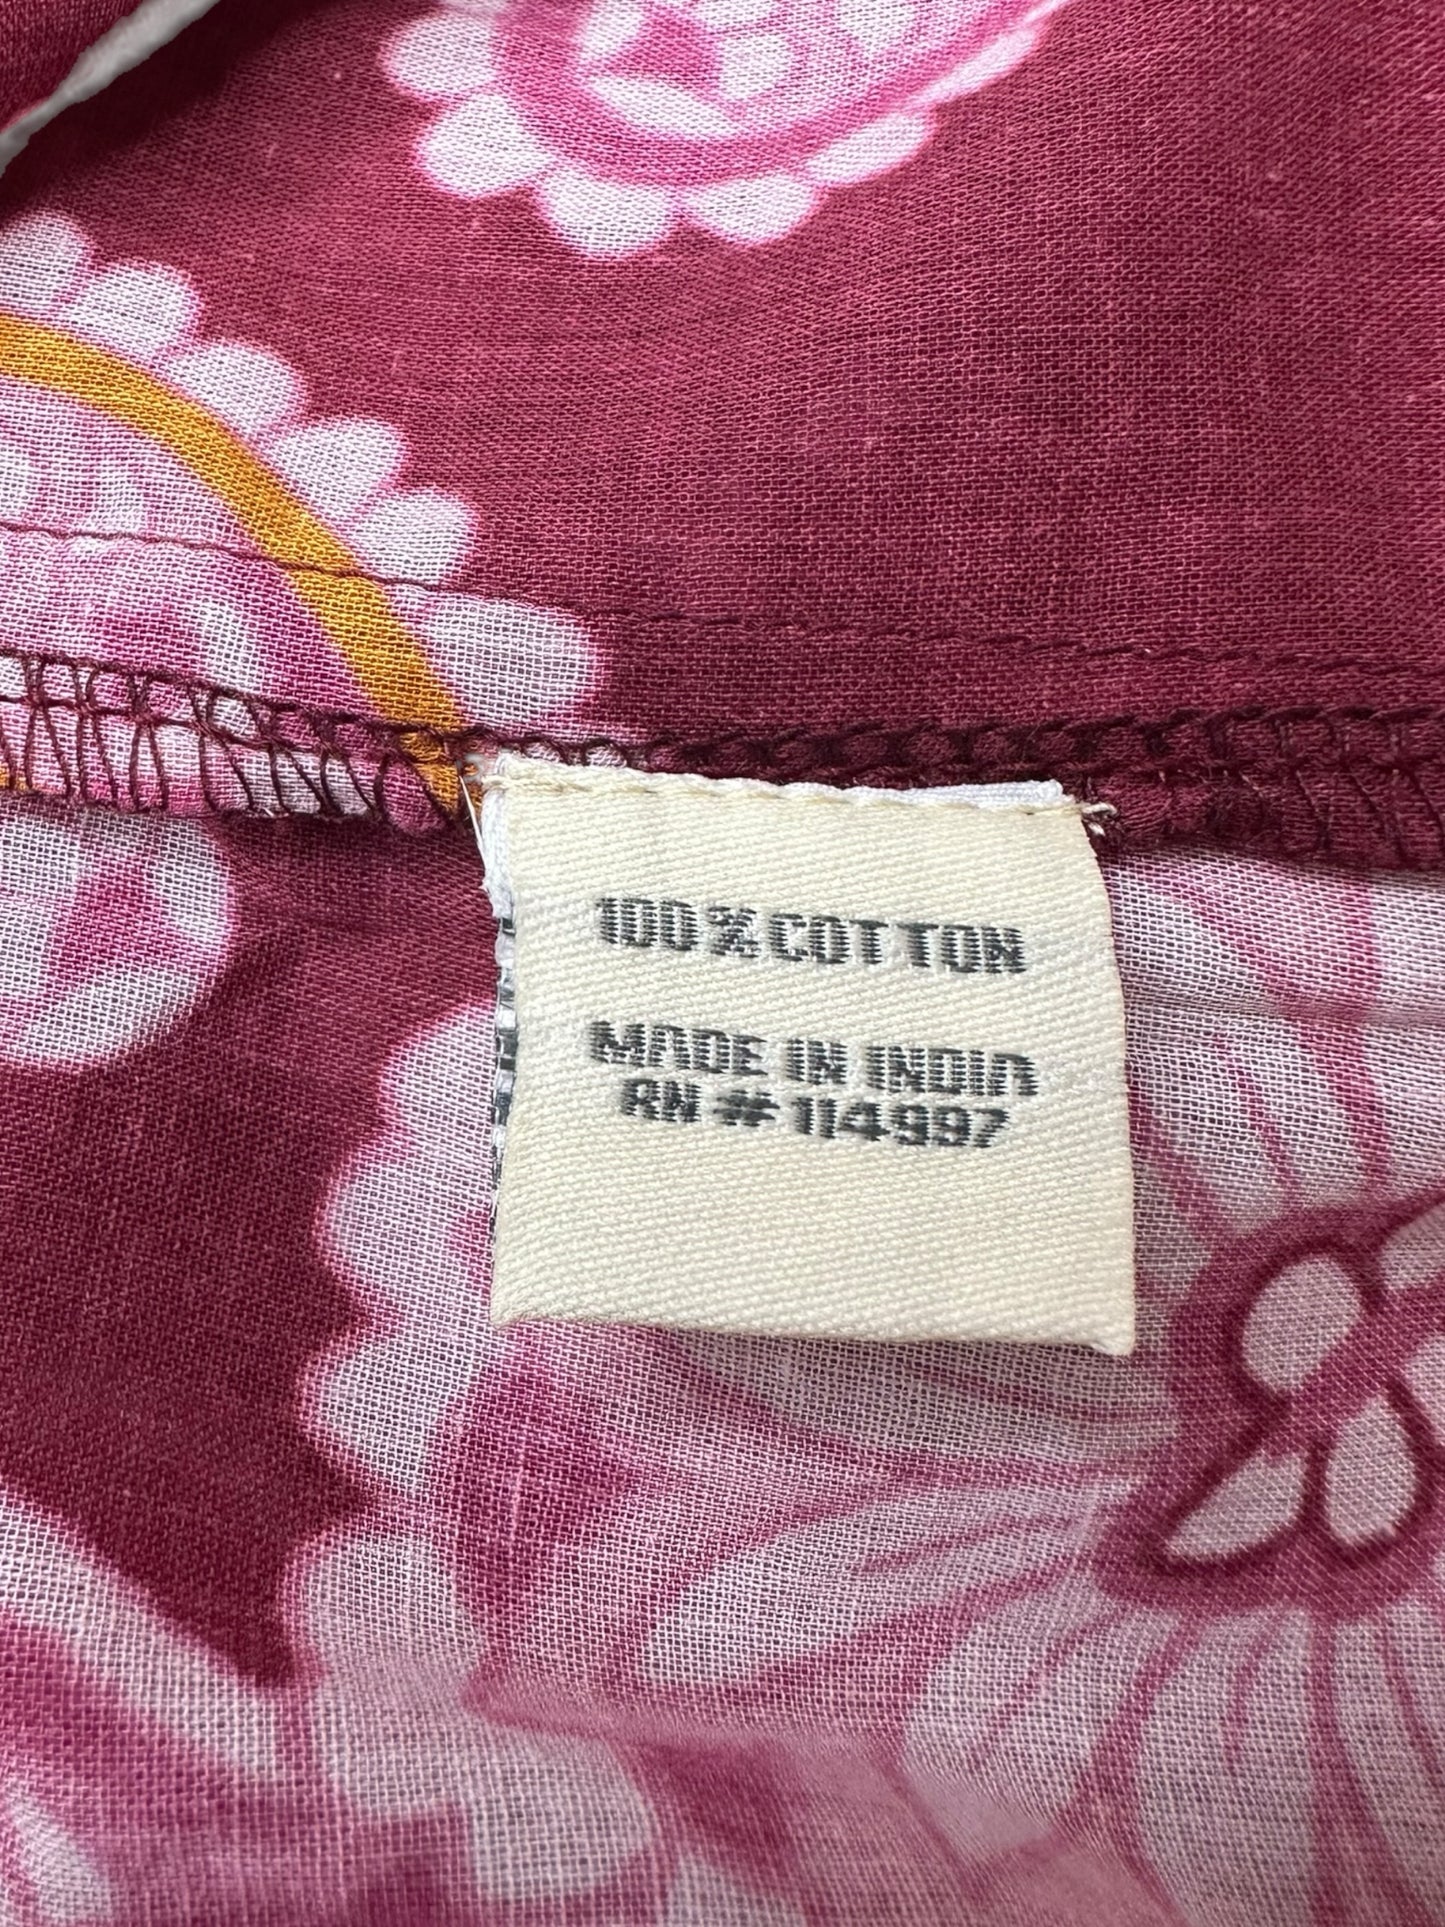 100% COTTON
MADE IN INDIA
RN # 114997